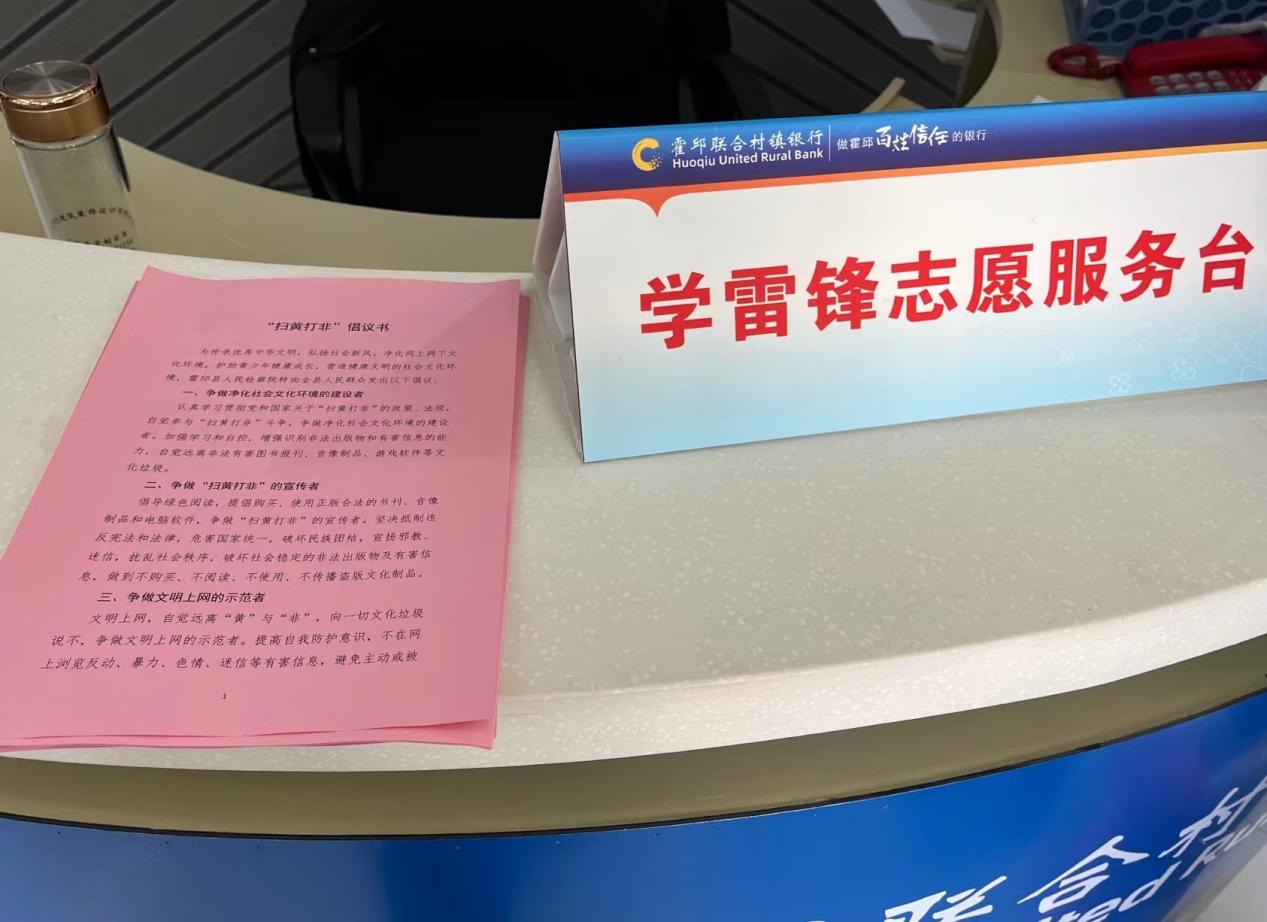 霍邱联合村镇银行
Huoqiu United Rural Bank
做霍邱百姓信任的银行
学雷锋志愿服务台
“扫黄打非”倡议书
为传承优秀中华文明，弘扬社会新风，净化网上网下文
化环境，护助青少年健康成长，营造健康文明的社会文化环
境，霍邱县人民检察院特向全县人民群众发出以下倡议：
一、争做净化社会文化环境的建设者
认真学习贯彻党和国家关于“扫黄打非”的政策、法规，
自觉参与“扫黄打非”斗争，争做净化社会文化环境的建设
者。加强学习和自控，增强识别非法出版物和有害信息的能
力，自觉远离非法有害图书报刊、音像制品、游戏软件等文
化垃圾。
二、争做“扫黄打非”的宣传者
倡导绿色阅读，提倡购买、使用正版合法的书刊、音像
制品和电脑软件，争做“扫黄打非”的宣传者。坚决抵制违
反宪法和法律，危害国家统一，破坏民族团结，宣扬邪教、
迷信，扰乱社会秩序，破坏社会稳定的非法出版物及有害信
息，做到不购买、不阅读、不使用、不传播盗版文化制品。
三、争做文明上网的示范者
文明上网，自觉远离“黄”与“非”，向一切文化垃圾
说不，争做文明上网的示范者。提高自我防护意识，不在网
上浏览反动、暴力、色情、迷信等有害信息，避免主动或被
1
联合村